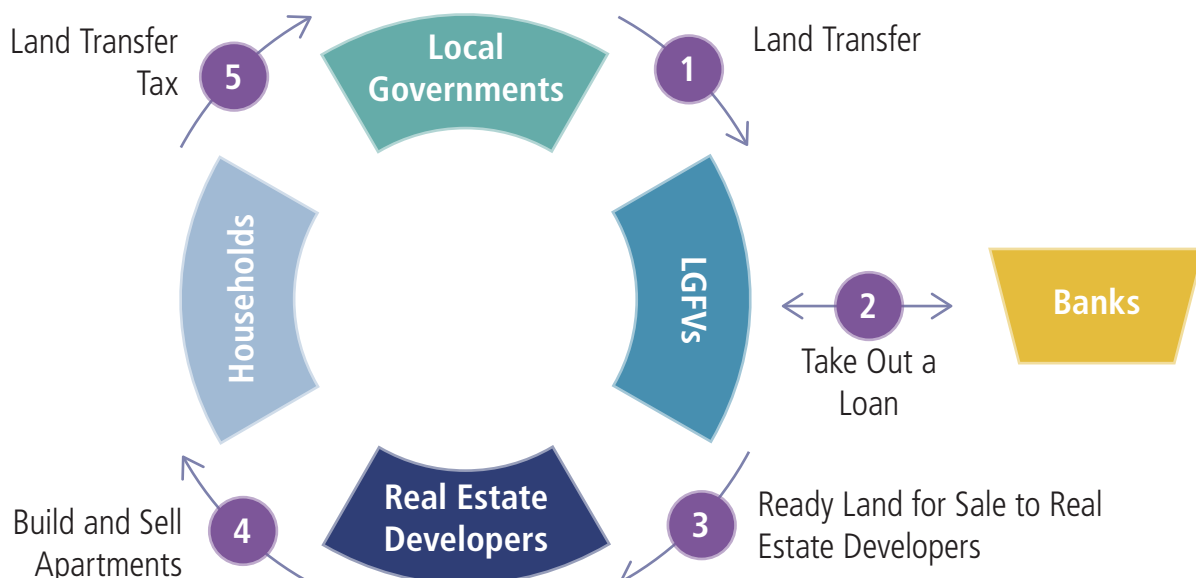 Land Transfer
Tax
5
Local
Governments
1
Land Transfer
Households
LGFVs
2
Take Out a
Loan
Banks
Build and Sell
Apartments
4
Real Estate
Developers
3
Ready Land for Sale to Real
Estate Developers